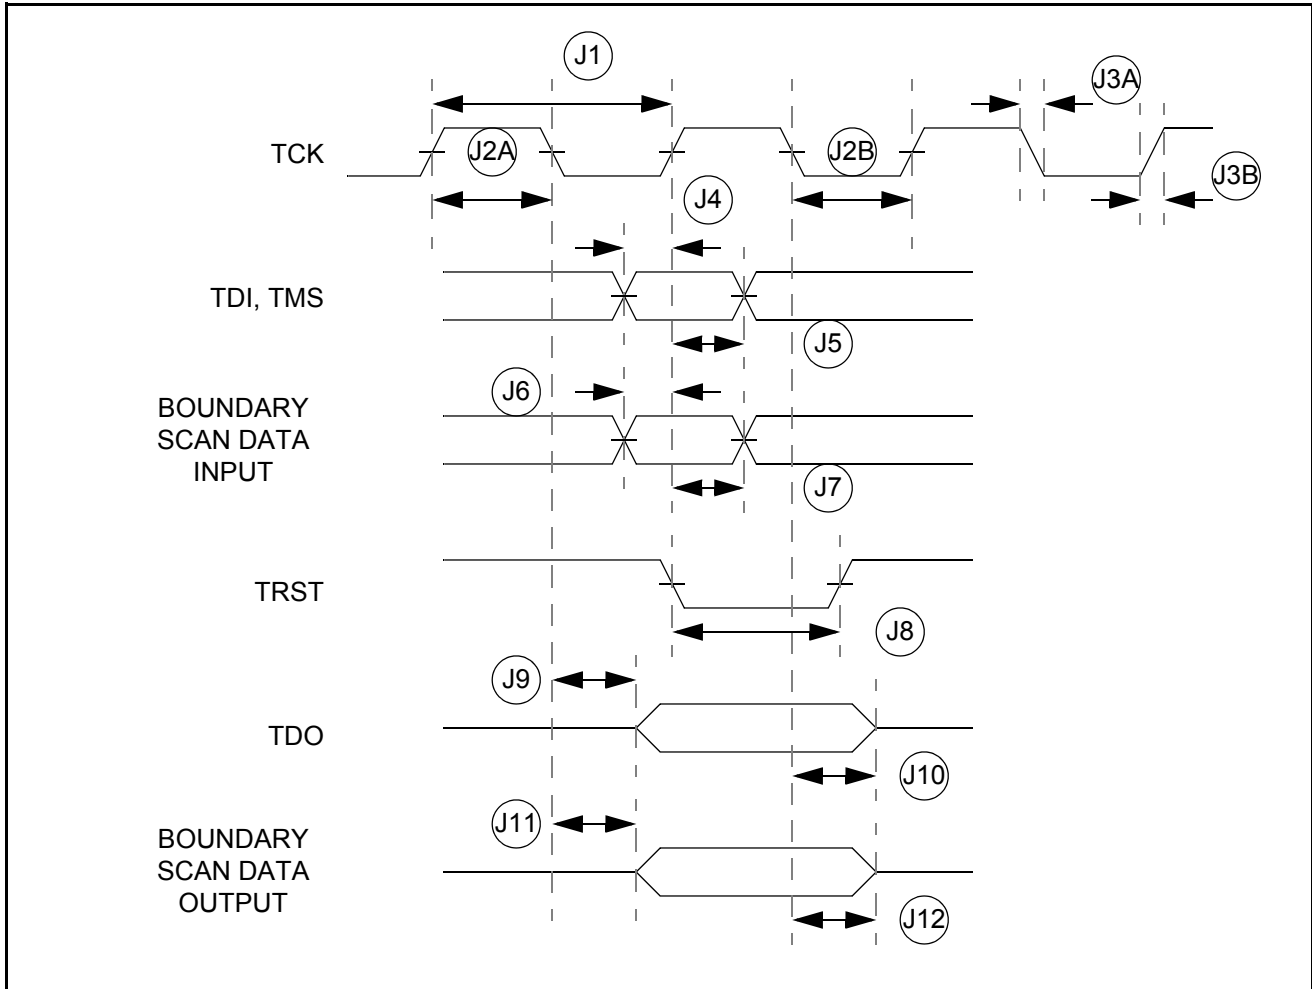 J1
J3A
TCK
J2A
J2B
J3B
J4
TDI, TMS
J5
J6
BOUNDARY
SCAN DATA
INPUT
J7
TRST
J8
J9
TDO
J10
J11
BOUNDARY
SCAN DATA
OUTPUT
J12